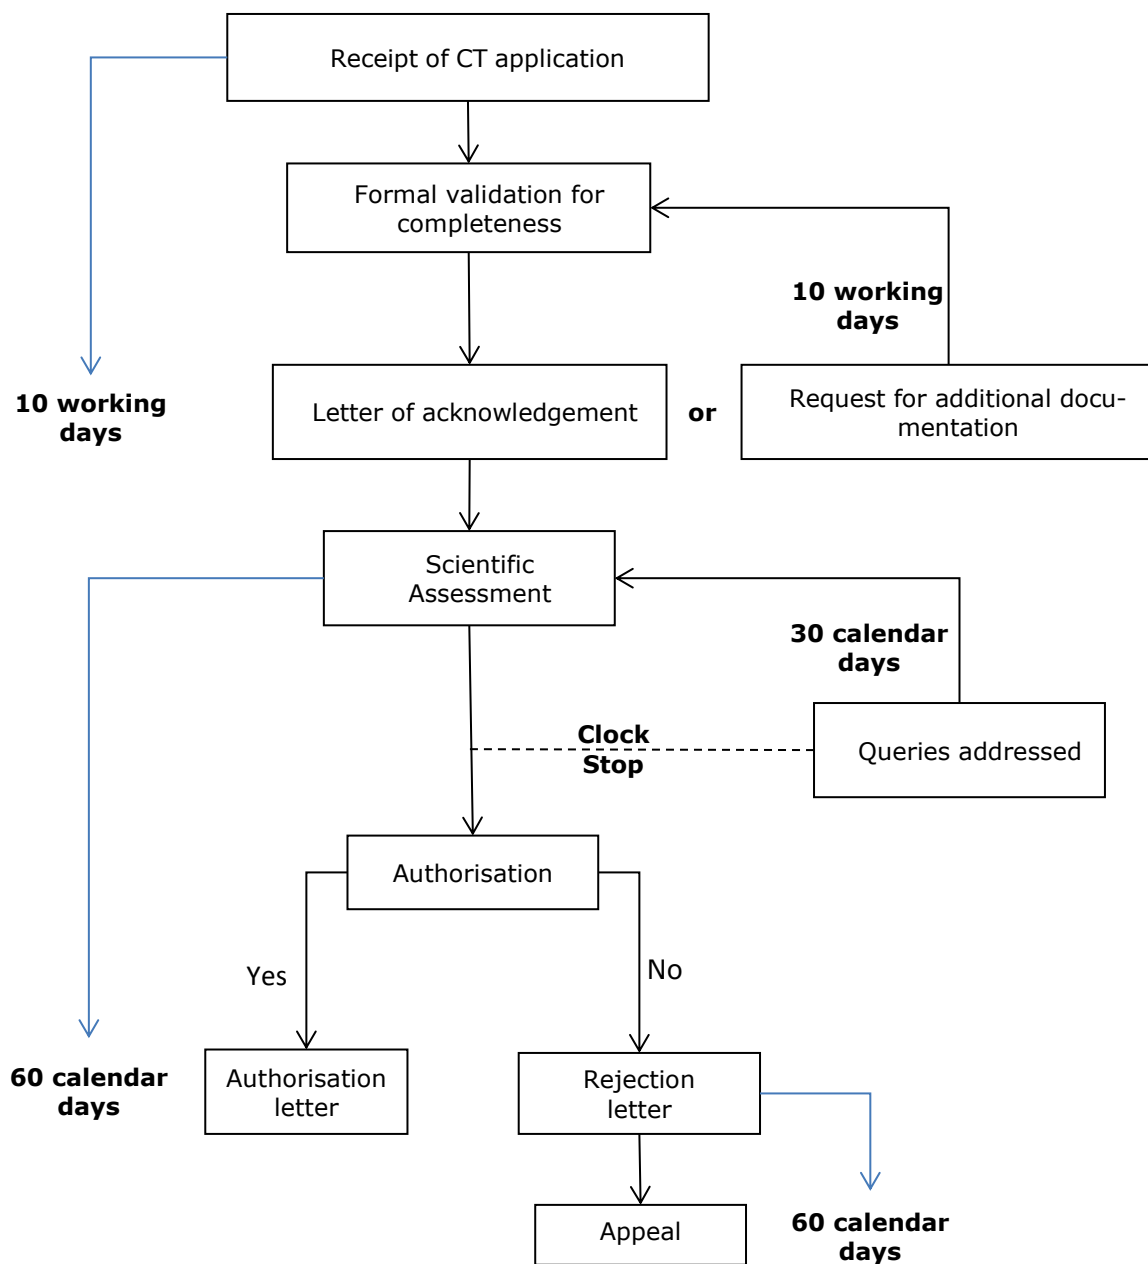 Receipt of CT application
Formal validation for
completeness
10 working
days
10 working
days
Letter of acknowledgement
or
Request for additional docu-
mentation
Scientific
Assessment
30 calendar
days
Clock
Stop
Queries addressed
Authorisation
Yes
No
60 calendar
days
Authorisation
letter
Rejection
letter
Appeal
60 calendar
days